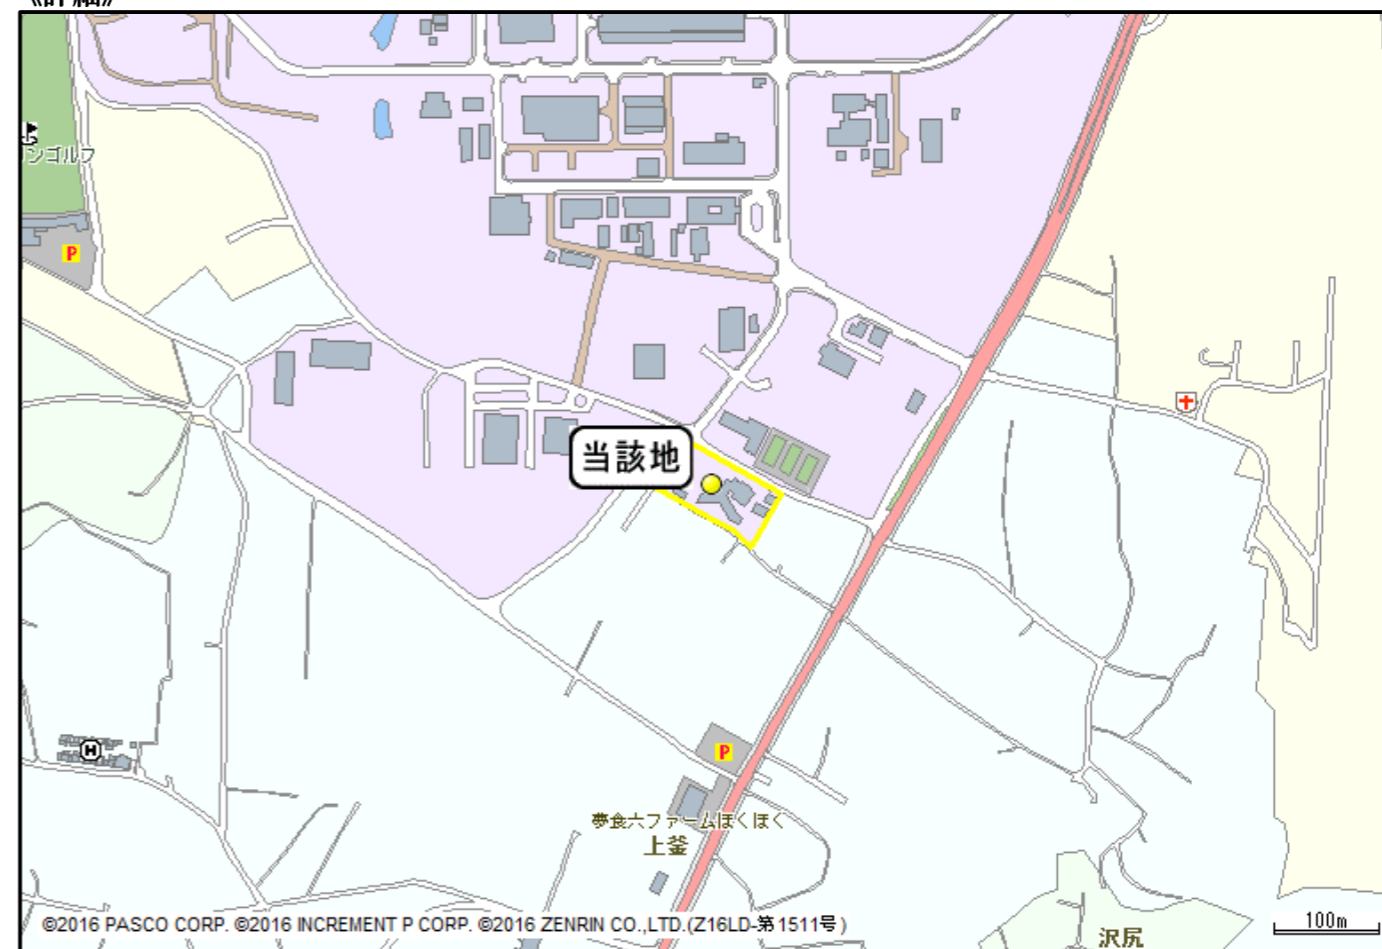 《詳細》
ンゴルフ
P
当該地
H
P
夢食六ファームほくほく
上釜
沢尻
100m
©2016 PASCO CORP. ©2016 INCREMENT P CORP. ©2016 ZENRIN CO.,LTD.(Z16LD-第1511号)